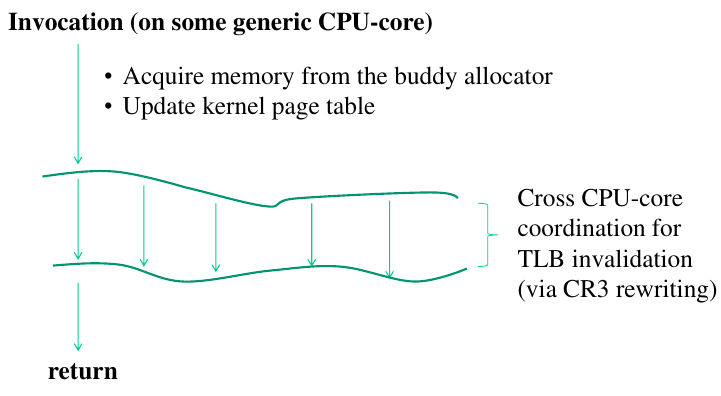 Invocation (on some generic CPU-core)
• Acquire memory from the buddy allocator
• Update kernel page table
Cross CPU-core
coordination for
TLB invalidation
(via CR3 rewriting)
return